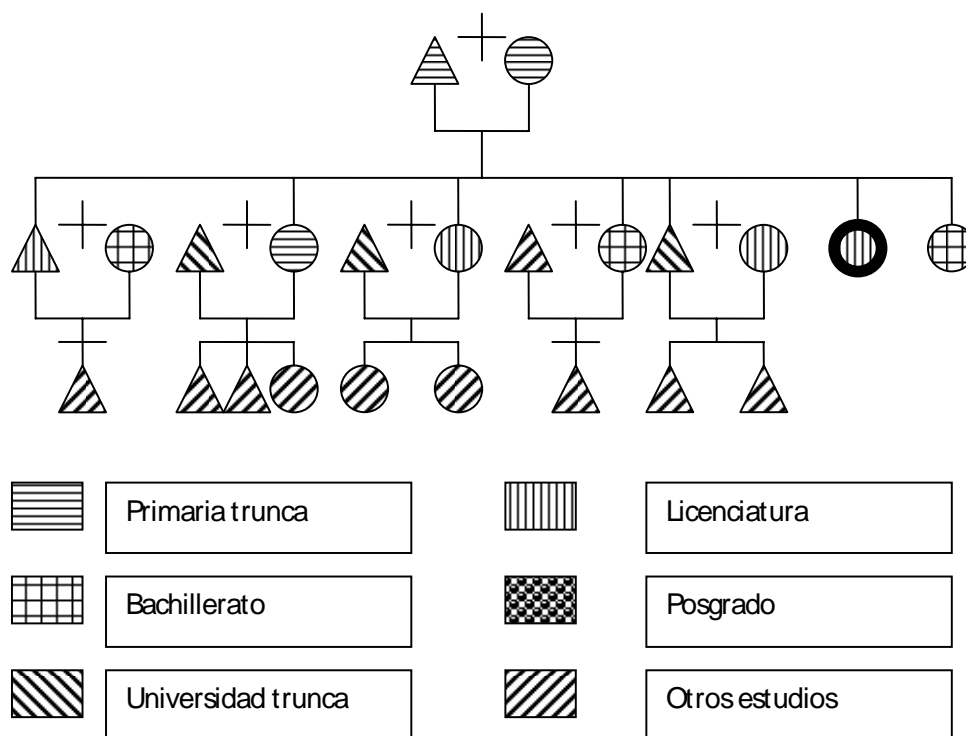 Primaria trunca
Licenciatura
Bachillerato
Posgrado
Universidad trunca
Otros estudios